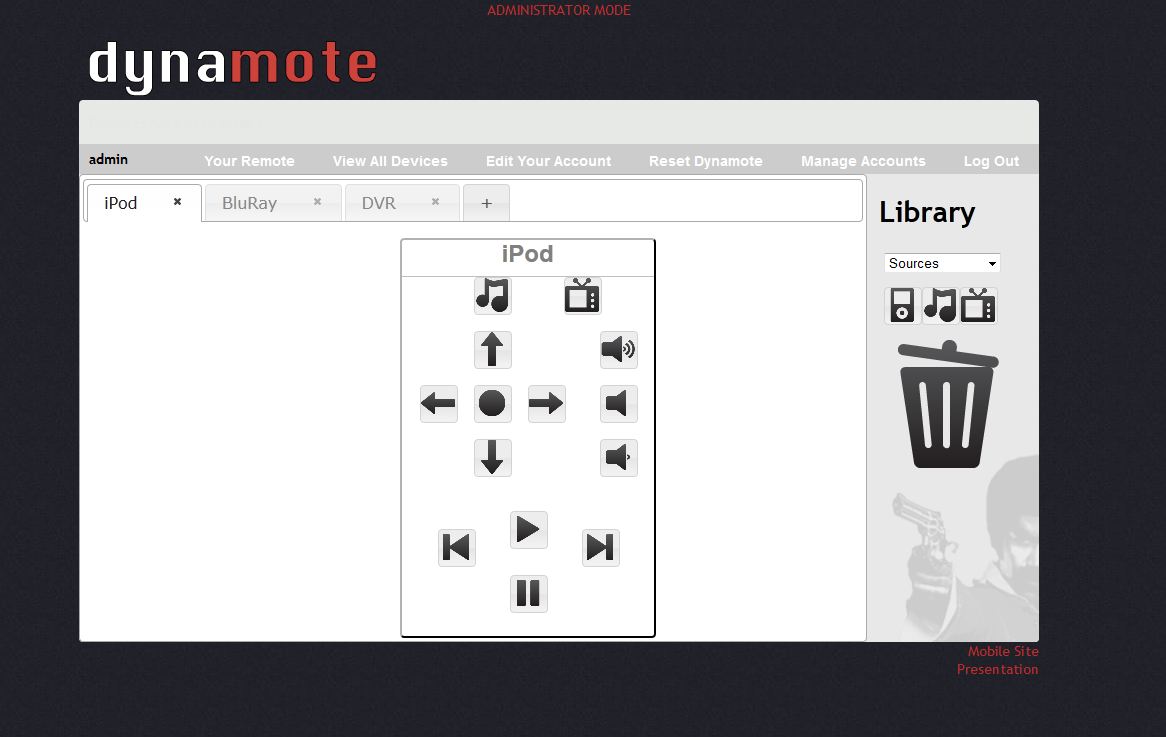 ADMINISTRATOR MODE
dynamote
admin Your Remote View All Devices Edit Your Account Reset Dynamote Manage Accounts Log Out
iPod × BluRay × DVR × +
Library
iPod
Sources
Mobile Site
Presentation